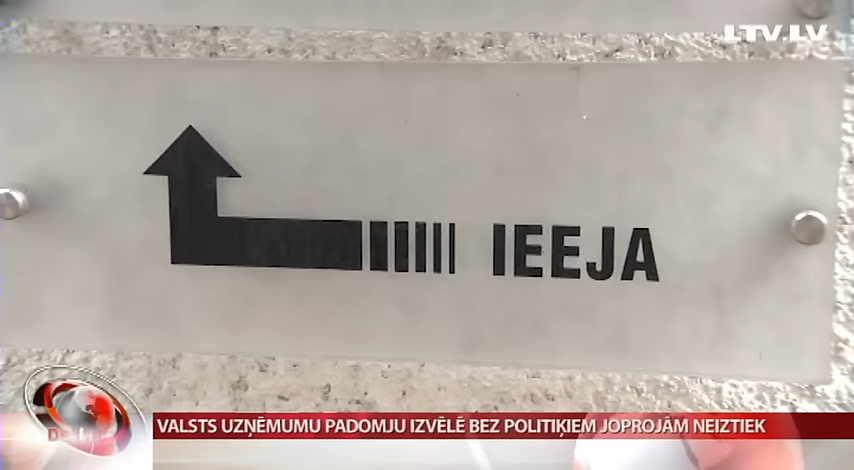 LTV.LV
IEEJA
VALSTS UZŅĒMUMU PADOMJU IZVĒLĒ BEZ POLITIĶIEM JOPROJĀM NEIZTIEK